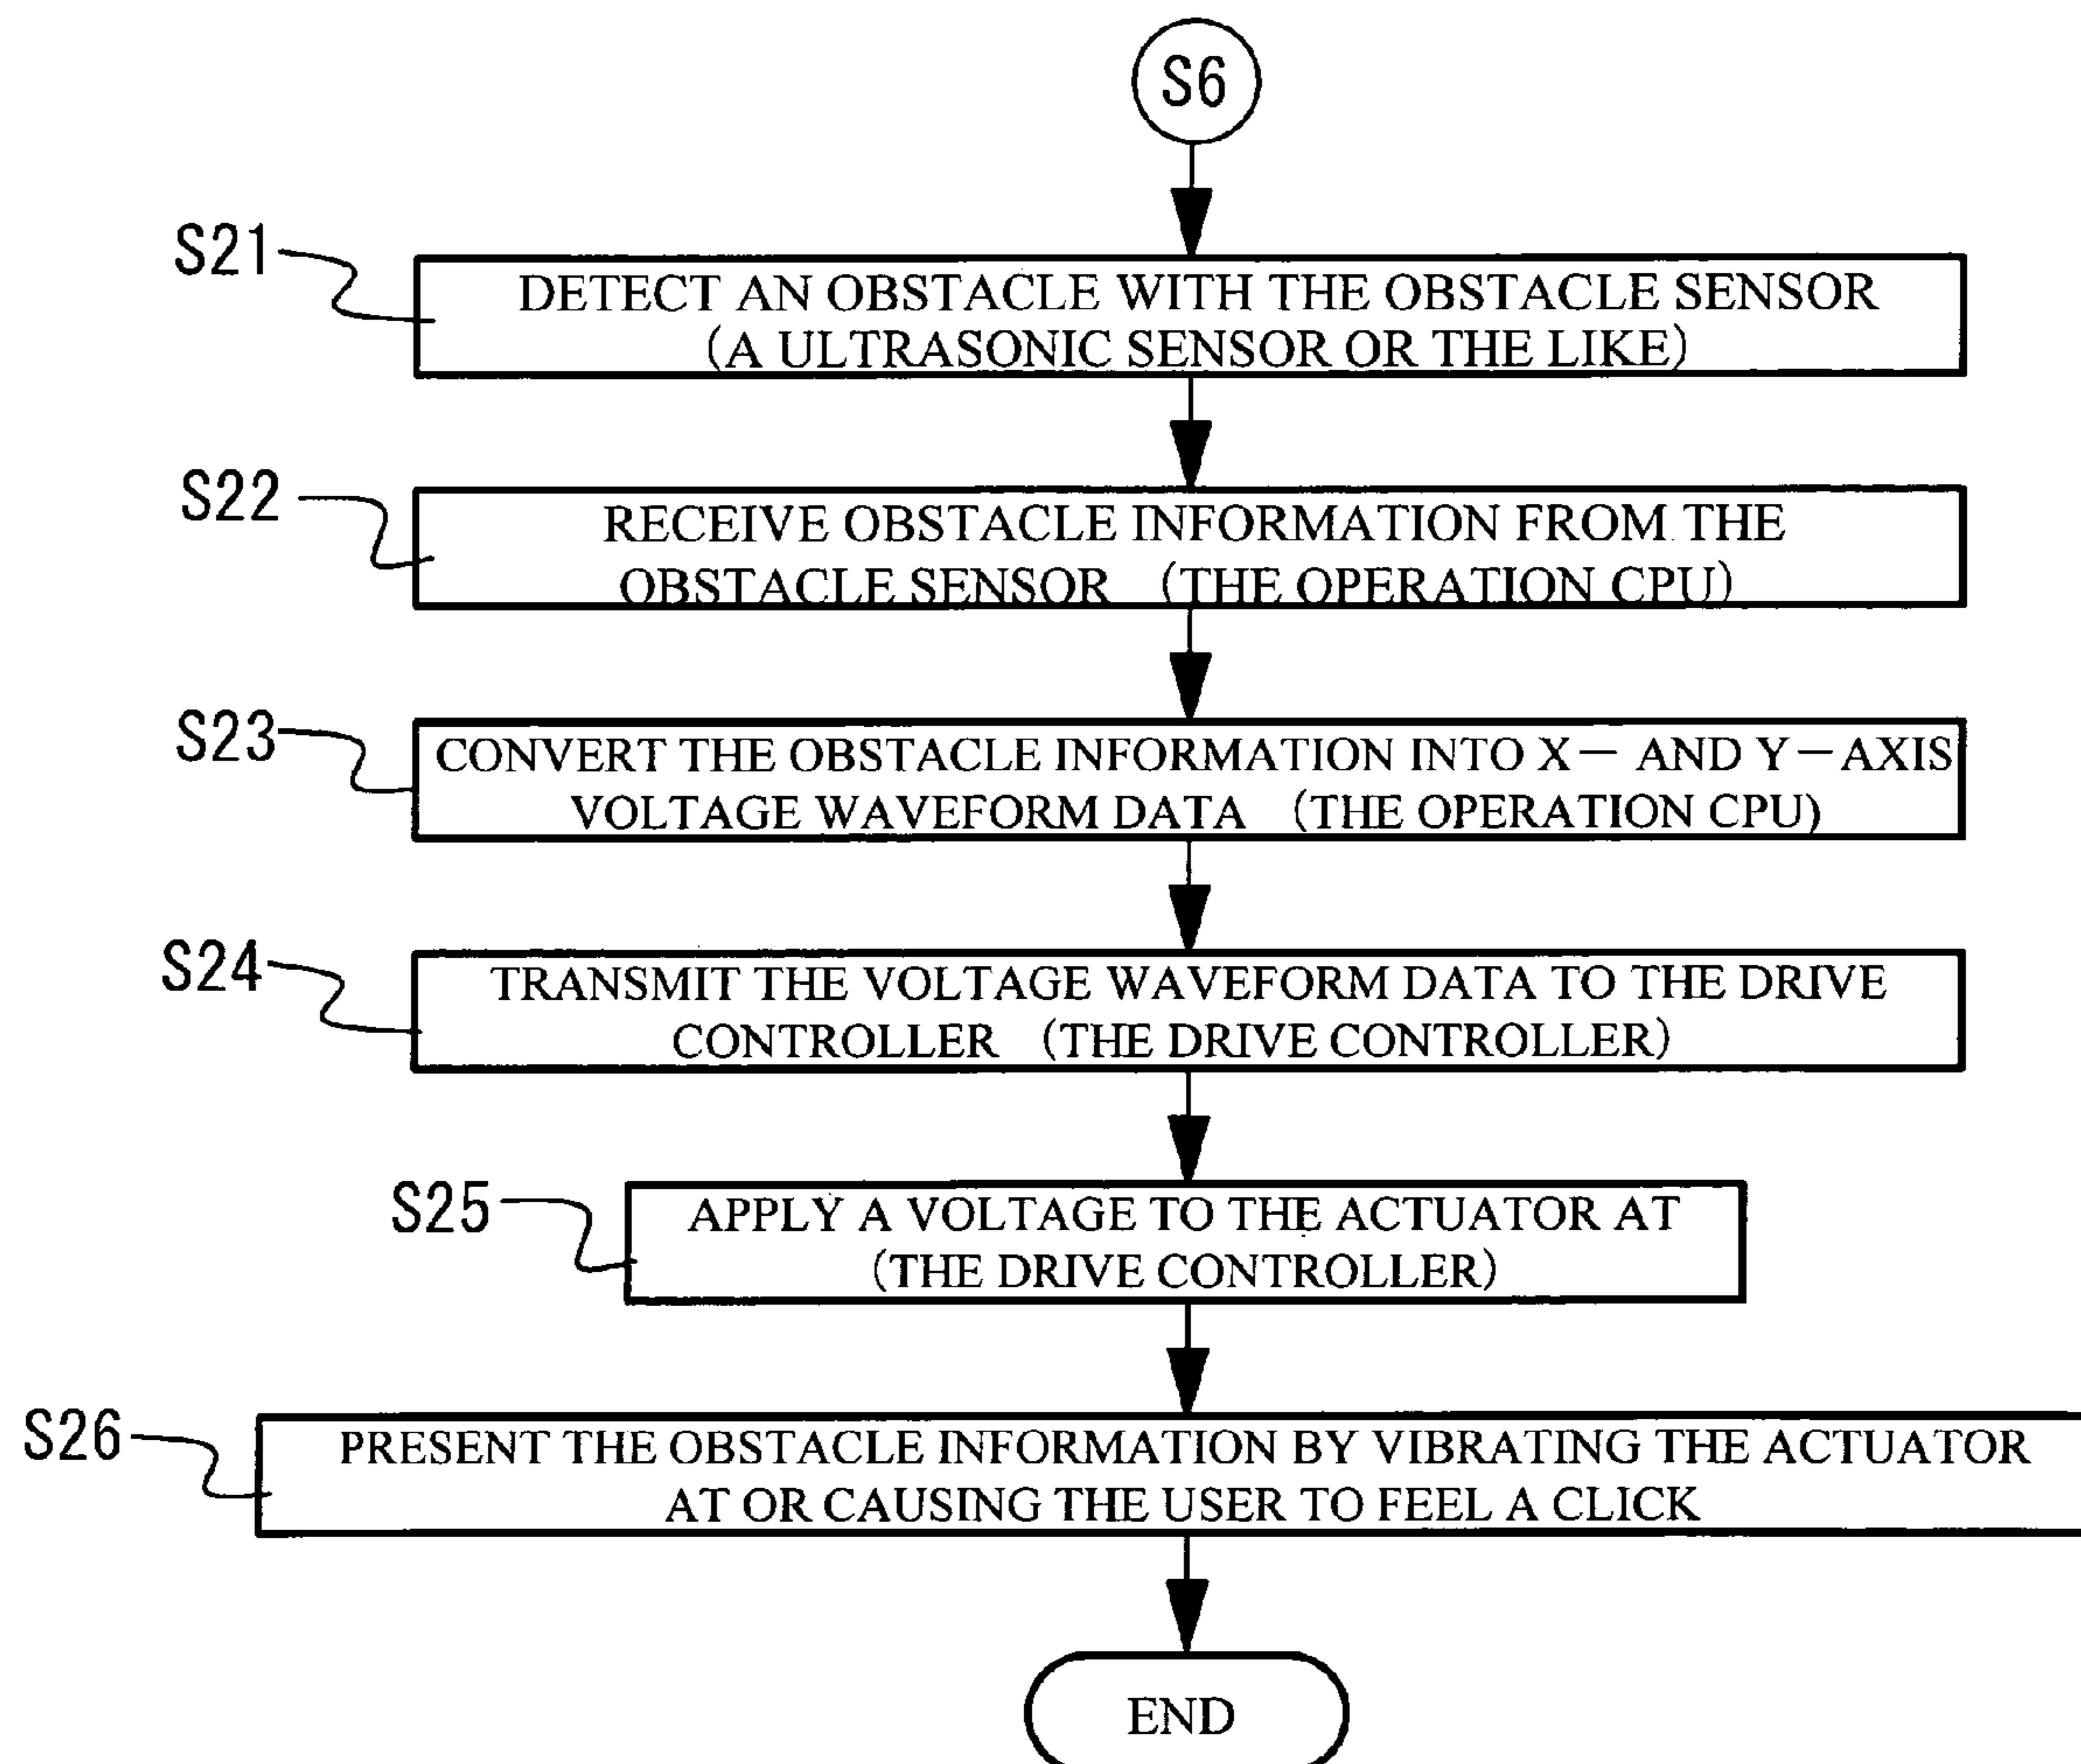 S6
S21
DETECT AN OBSTACLE WITH THE OBSTACLE SENSOR
(A ULTRASONIC SENSOR OR THE LIKE)
S22
RECEIVE OBSTACLE INFORMATION FROM THE
OBSTACLE SENSOR (THE OPERATION CPU)
S23
CONVERT THE OBSTACLE INFORMATION INTO X— AND Y—AXIS
VOLTAGE WAVEFORM DATA (THE OPERATION CPU)
S24
TRANSMIT THE VOLTAGE WAVEFORM DATA TO THE DRIVE
CONTROLLER (THE DRIVE CONTROLLER)
S25
APPLY A VOLTAGE TO THE ACTUATOR AT
(THE DRIVE CONTROLLER)
S26
PRESENT THE OBSTACLE INFORMATION BY VIBRATING THE ACTUATOR
AT OR CAUSING THE USER TO FEEL A CLICK
END